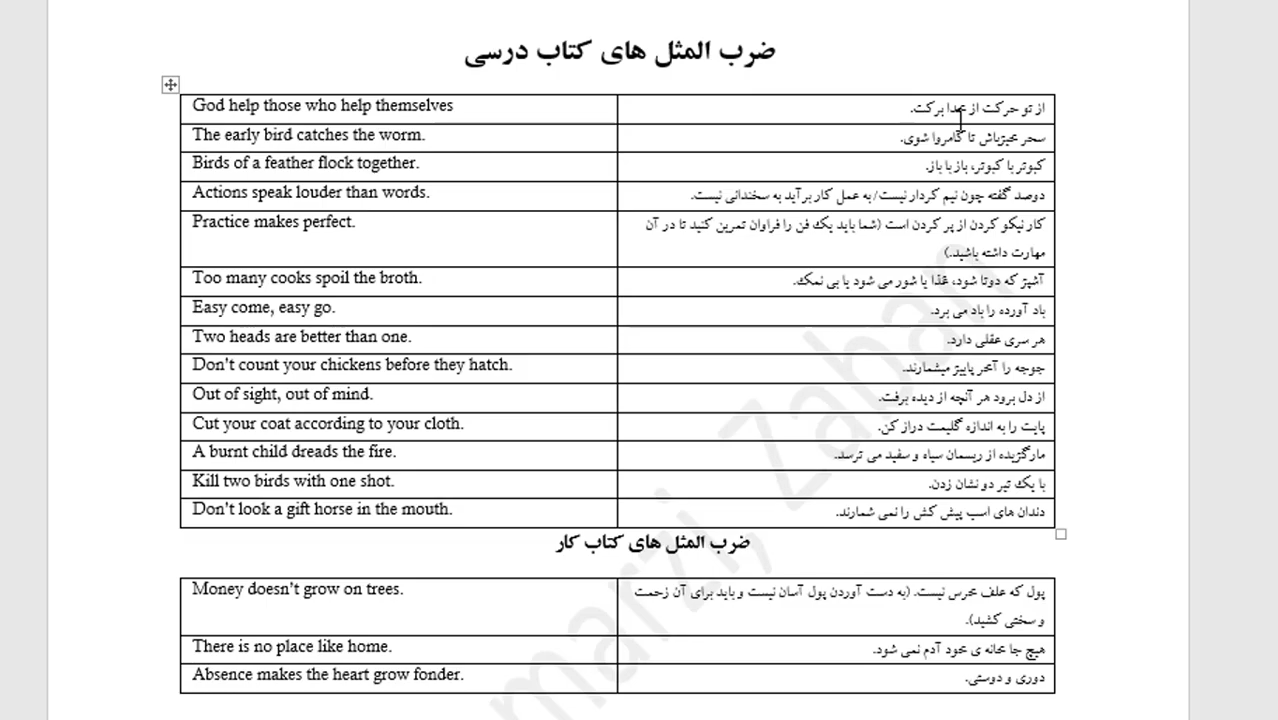 ضرب المثل های کتاب درسی
God help those who help themselves
از تو حرکت از خدا برکت.
The early bird catches the worm.
سحر خیز باش تا کامروا شوی.
Birds of a feather flock together.
کبوتر با کبوتر، باز با باز.
Actions speak louder than words.
دوصد گفته چون نیم کردار نیست/ به عمل کار بر آید به سخندانی نیست.
Practice makes perfect.
کار نیکو کردن از پر کردن است (شما باید یک فن را فراوان تمرین کنید تا در آن
مهارت داشته باشید.)
Too many cooks spoil the broth.
آشپز که دوتا شود، غذا یا شور می شود یا بی نمک.
Easy come, easy go.
باد آورده را باد می برد.
Two heads are better than one.
هر سری عقلی دارد.
Don't count your chickens before they hatch.
جوجه را آخر پاییز میشمارند.
Out of sight, out of mind.
از دل برود هر آنچه از دیده برفت.
Cut your coat according to your cloth.
پایت را به اندازه گلیمت دراز کن.
A burnt child dreads the fire.
مارگزیده از ریسمان سیاه و سفید می ترسد.
Kill two birds with one shot.
با یک تیر دو نشان زدن.
Don't look a gift horse in the mouth.
دندان های اسب پیش کش را نمی شمارند.
ضرب المثل های کتاب کار
Money doesn't grow on trees.
پول که علف خرس نیست. (به دست آوردن پول آسان نیست و باید برای آن زحمت
و سختی کشید).
There is no place like home.
هیچ جا خانه ی خود آدم نمی شود.
Absence makes the heart grow fonder.
دوری و دوستی.
marzi, Zaban